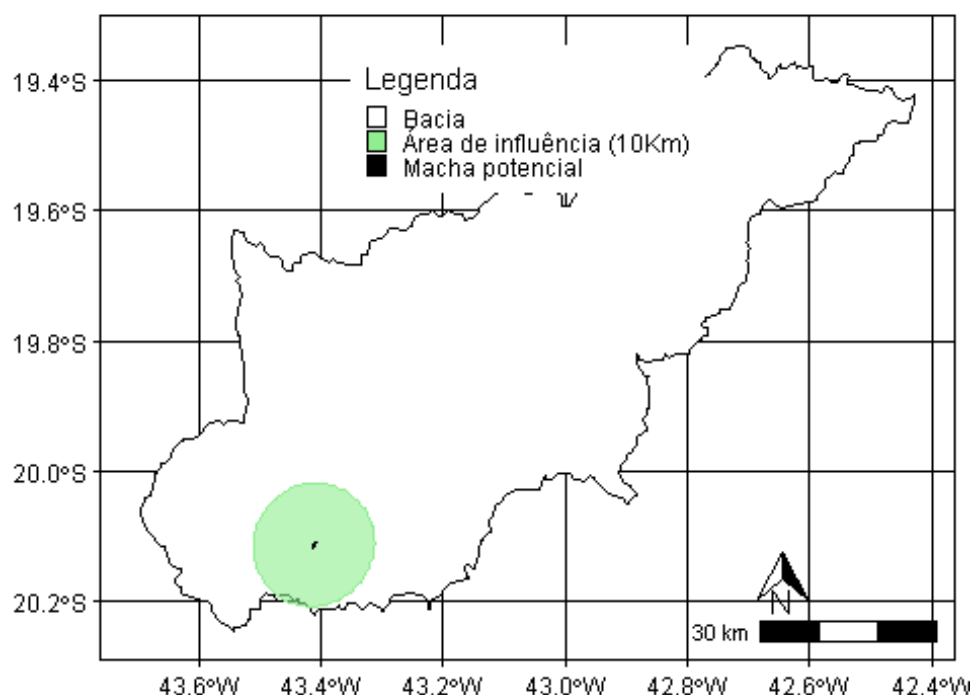 19.4°S
19.6°S
19.8°S
20.0°S
20.2°S
Legenda
Bacia
Área de influência (10Km)
Macha potencial
N
30 km
43.6°W 43.4°W 43.2°W 43.0°W 42.8°W 42.6°W 42.4°W